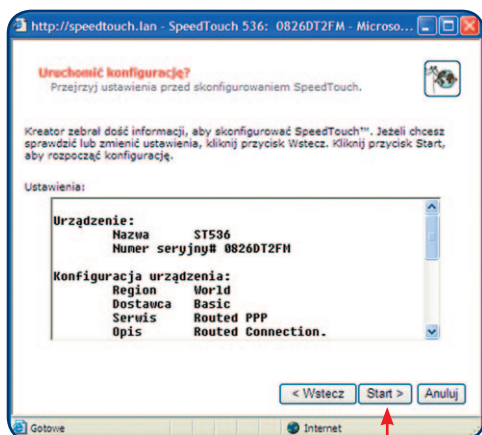 http://speedtouch.lan - SpeedTouch 536: 0826DT2FM - Microso...
Uruchomić konfigurację?
Przejrzyj ustawienia przed skonfigurowaniem SpeedTouch.
Kreator zebrał dość informacji, aby skonfigurować SpeedTouch™. Jeżeli chcesz
sprawdzić lub zmienić ustawienia, kliknij przycisk Wstecz. Kliknij przycisk Start,
aby rozpocząć konfigurację.
Ustawienia:
Urządzenie:
Nazwa ST536
Numer seryjny# 0826DT2FM
Konfiguracja urządzenia:
Region World
Dostawca Basic
Serwis Routed PPP
Opis Routed Connection.
< Wstecz Start > Anuluj
Gotowe Internet